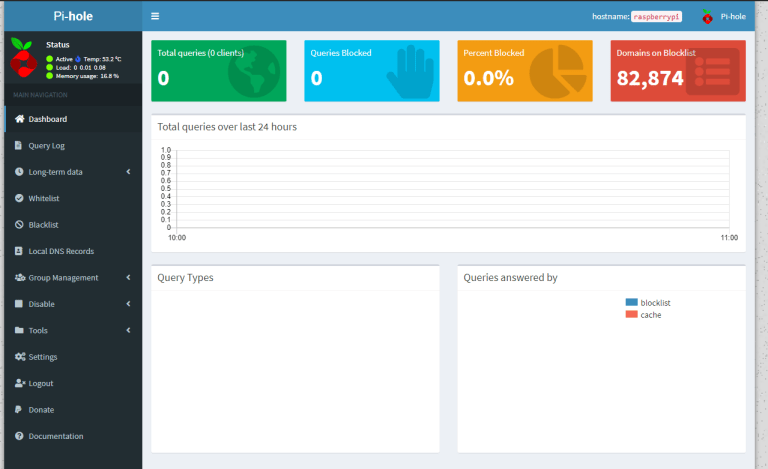 Pi-hole
hostname: raspberrypi
Pi-hole
Status
Active Temp: 53.2 °C
Load: 0 0.01 0.08
Memory usage: 16.8 %
MAIN NAVIGATION
Dashboard
Query Log
Long-term data
Whitelist
Blacklist
Local DNS Records
Group Management
Disable
Tools
Settings
Logout
Donate
Documentation
Total queries (0 clients)
0
Queries Blocked
0
Percent Blocked
0.0%
Domains on Blocklist
82,874
Total queries over last 24 hours
1.0
0.9
0.8
0.7
0.6
0.5
0.4
0.3
0.2
0.1
0
10:00
11:00
Query Types
Queries answered by
blocklist
cache